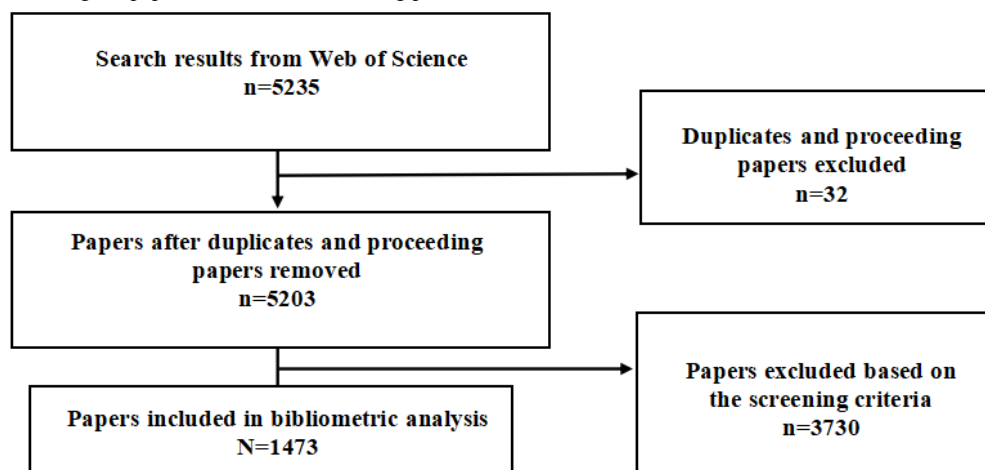 Search results from Web of Science
n=5235
Duplicates and proceeding
papers excluded
n=32
Papers after duplicates and proceeding
papers removed
n=5203
Papers excluded based on
the screening criteria
n=3730
Papers included in bibliometric analysis
N=1473